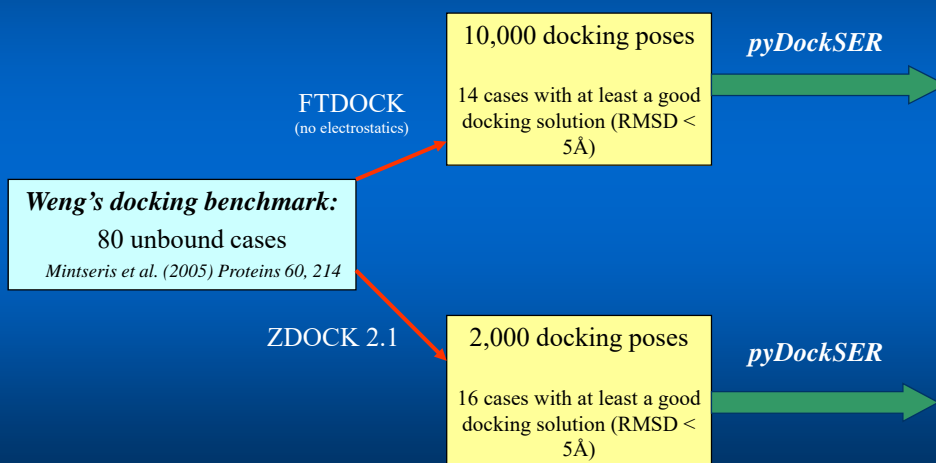 10,000 docking poses
14 cases with at least a good
docking solution (RMSD <
5Å)
pyDockSER
FTDOCK
(no electrostatics)
Weng’s docking benchmark:
80 unbound cases
Mintseris et al. (2005) Proteins 60, 214
ZDOCK 2.1
2,000 docking poses
16 cases with at least a good
docking solution (RMSD <
5Å)
pyDockSER